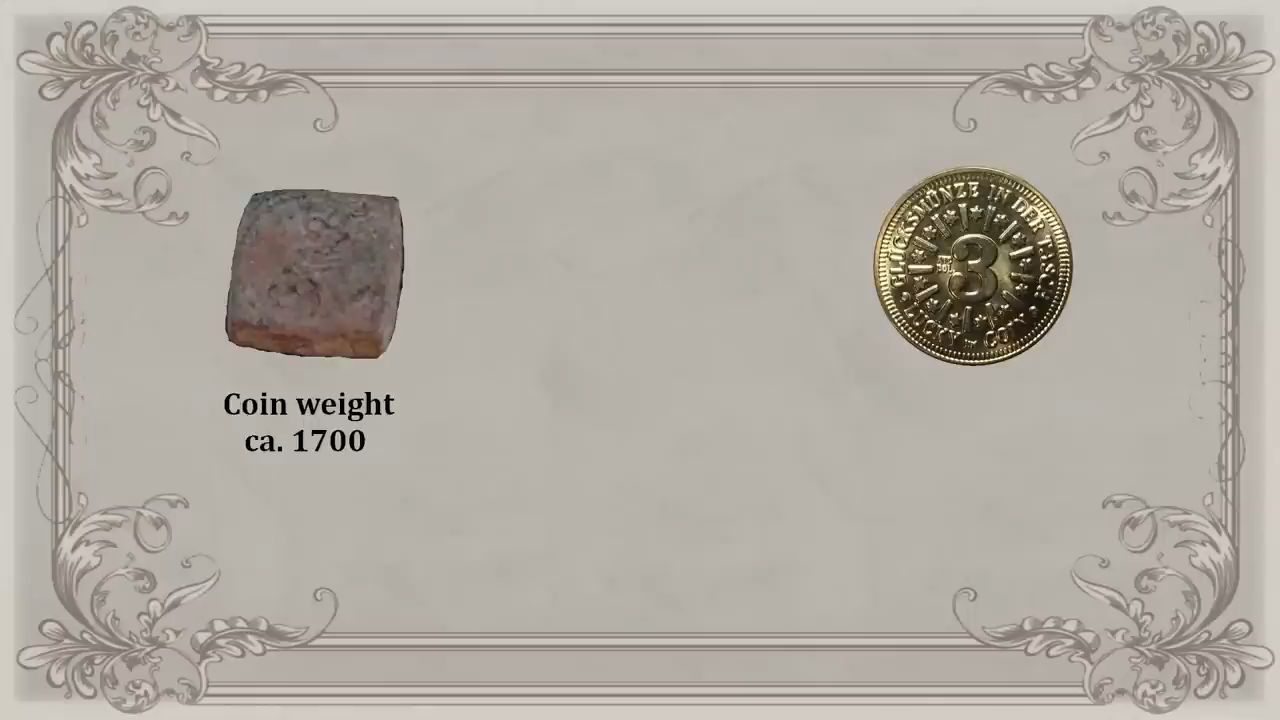 Coin weight
ca. 1700
GLÜCKSMÜNZE IN DER TASCHE
3
LUCKY COIN